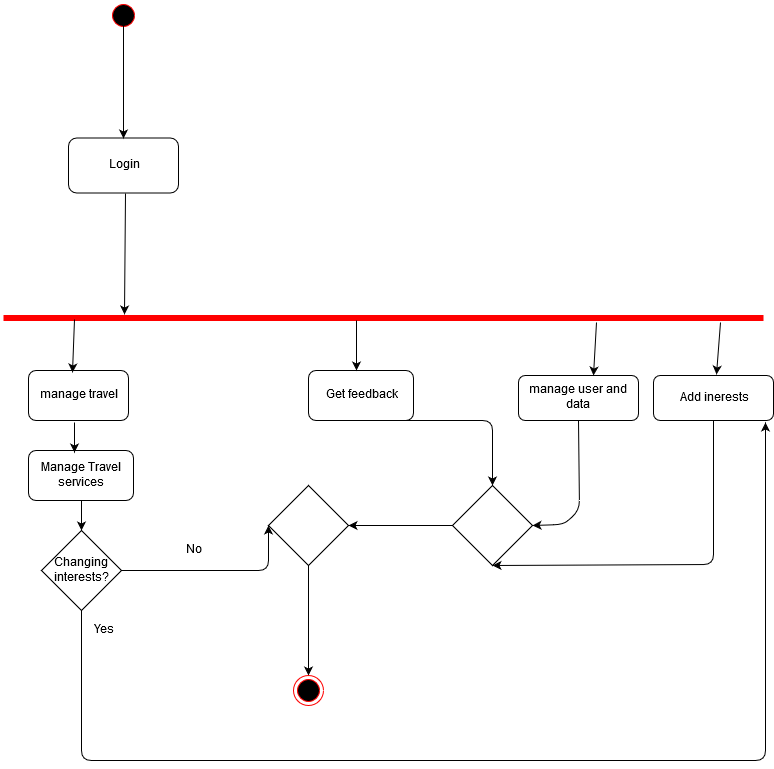 Login
manage travel
Get feedback
manage user and
data
Add inerests
Manage Travel
services
No
Changing
interests?
Yes